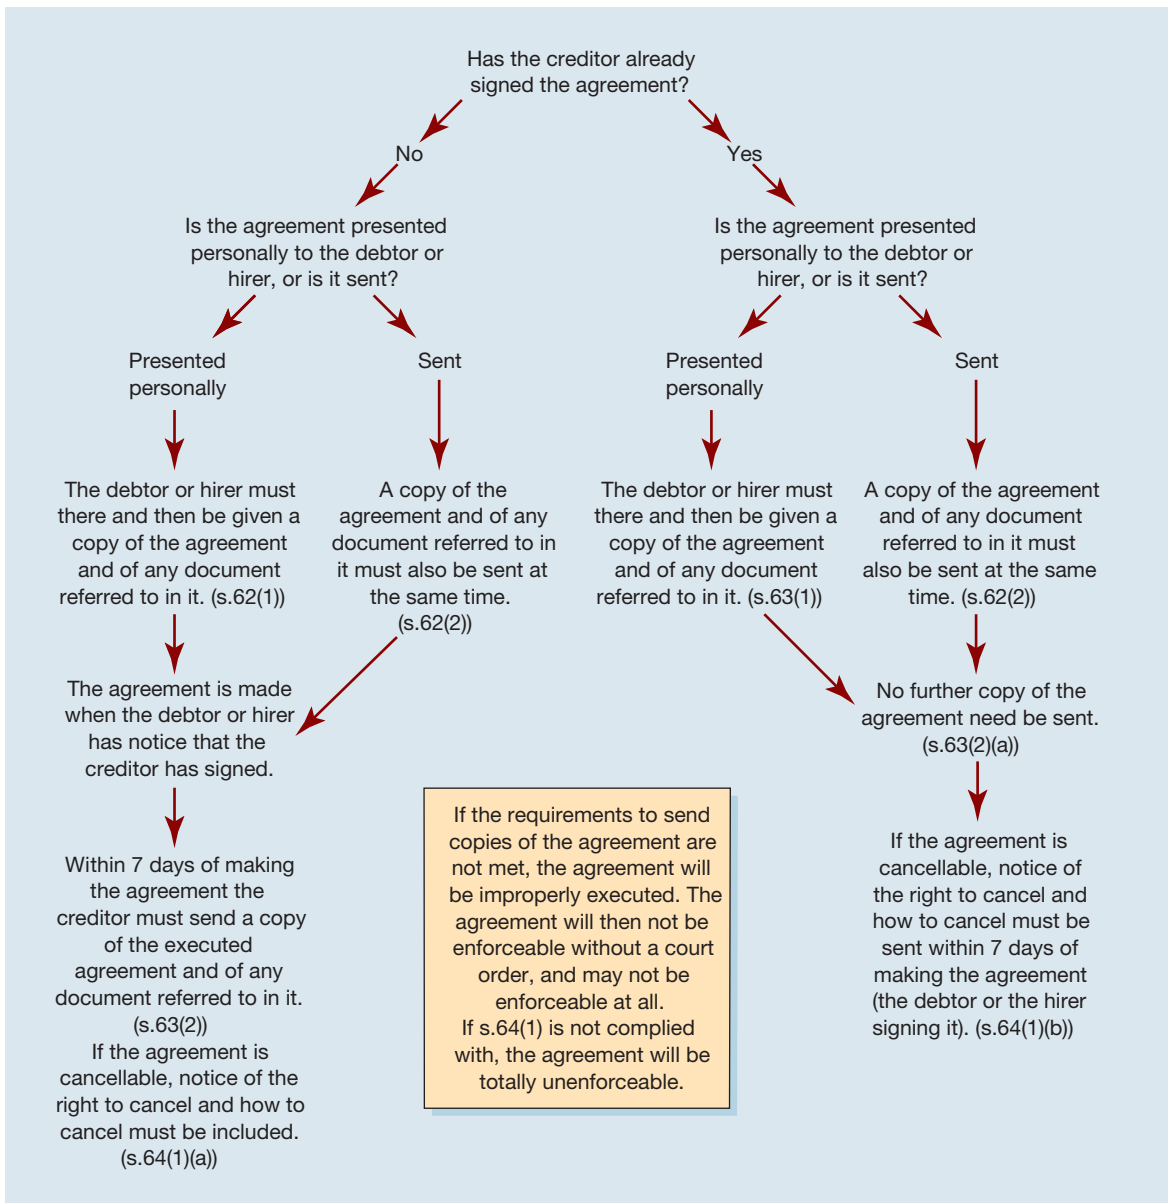 Has the creditor already
signed the agreement?
No
Yes
Is the agreement presented
personally to the debtor or
hirer, or is it sent?
Is the agreement presented
personally to the debtor or
hirer, or is it sent?
Presented
personally
Sent
Presented
personally
Sent
The debtor or hirer must
there and then be given a
copy of the agreement
and of any document
referred to in it. (s.62(1))
A copy of the
agreement and of any
document referred to in
it must also be sent at
the same time.
(s.62(2))
The debtor or hirer must
there and then be given a
copy of the agreement
and of any document
referred to in it. (s.63(1))
A copy of the agreement
and of any document
referred to in it must
also be sent at the same
time. (s.62(2))
The agreement is made
when the debtor or hirer
has notice that the
creditor has signed.
No further copy of the
agreement need be sent.
(s.63(2)(a))
Within 7 days of making
the agreement the
creditor must send a copy
of the executed
agreement and of any
document referred to in it.
(s.63(2))
If the agreement is
cancellable, notice of the
right to cancel and how to
cancel must be included.
(s.64(1)(a))
If the requirements to send
copies of the agreement are
not met, the agreement will
be improperly executed. The
agreement will then not be
enforceable without a court
order, and may not be
enforceable at all.
If s.64(1) is not complied
with, the agreement will be
totally unenforceable.
If the agreement is
cancellable, notice of
the right to cancel and
how to cancel must be
sent within 7 days of
making the agreement
(the debtor or the hirer
signing it). (s.64(1)(b))